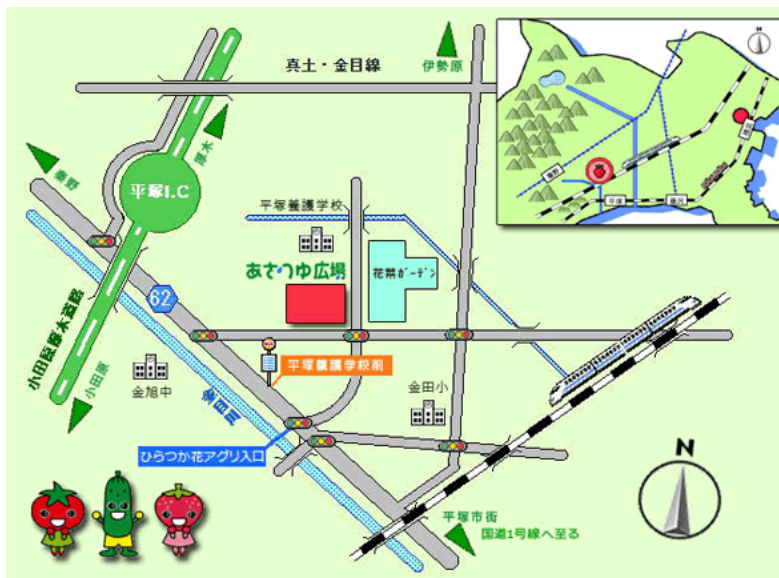 真土・金目線
伊勢原
厚木
秦野
平塚I.C
平塚養護学校
あさつゆ広場
花菜ガーデン
62
小田原厚木道路
小田原
金旭中
平塚養護学校前
金目川
金田小
ひらつか花アグリ入口
平塚市街
国道1号線へ至る
N
平塚